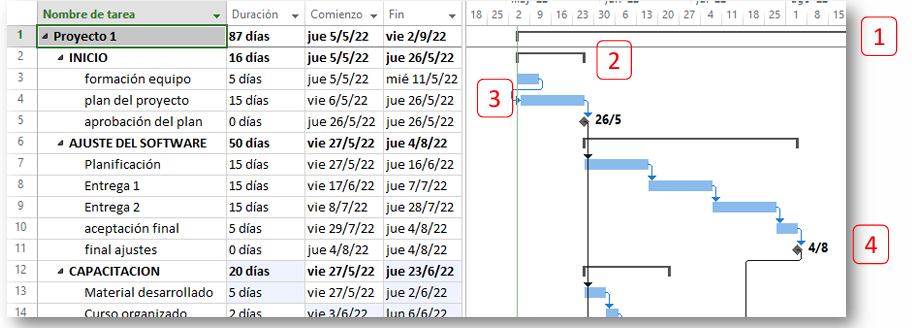 Nombre de tarea Duración Comienzo Fin 18 25 2 9 16 23 30 6 13 20 27 4 11 18 25 1 8 15
1 Proyecto 1 87 días jue 5/5/22 vie 2/9/22 1
2 INICIO 16 días jue 5/5/22 jue 26/5/22 2
3 formación equipo 5 días jue 5/5/22 mié 11/5/22
4 plan del proyecto 15 días vie 6/5/22 jue 26/5/22 3
5 aprobación del plan 0 días jue 26/5/22 jue 26/5/22 26/5
6 AJUSTE DEL SOFTWARE 50 días vie 27/5/22 jue 4/8/22
7 Planificación 15 días vie 27/5/22 jue 16/6/22
8 Entrega 1 15 días vie 17/6/22 jue 7/7/22
9 Entrega 2 15 días vie 8/7/22 jue 28/7/22
10 aceptación final 5 días vie 29/7/22 jue 4/8/22
11 final ajustes 0 días jue 4/8/22 jue 4/8/22 4/8 4
12 CAPACITACION 20 días vie 27/5/22 jue 23/6/22
13 Material desarrollado 5 días vie 27/5/22 jue 2/6/22
14 Curso organizado 2 días vie 3/6/22 lun 6/6/22